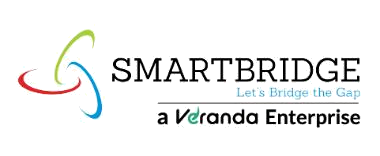 SMARTBRIDGE
Let's Bridge the Gap
a Veranda Enterprise